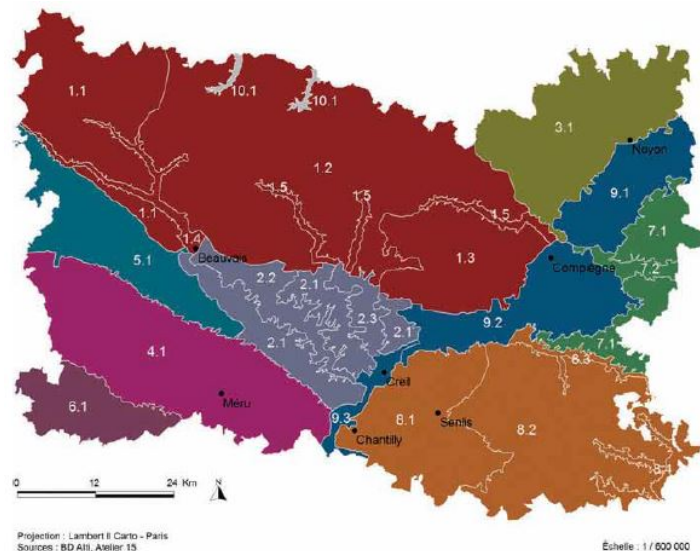 1.1
10.1
10.1
1.2
3.1
Noyon
9.1
1.5
1.5
1.5
7.1
1.1
1.4
Beauvais
5.1
1.3
Compiègne
7.2
2.2
2.1
2.3
2.1
9.2
2.1
7.1
8.3
4.1
Creil
6.1
Méru
9.3
8.1
Senlis
Chantilly
8.2
8.1
0 12 24 Km
N
Projection : Lambert II Carto - Paris
Sources : BD Alti, Atelier 15
Échelle : 1 / 600 000